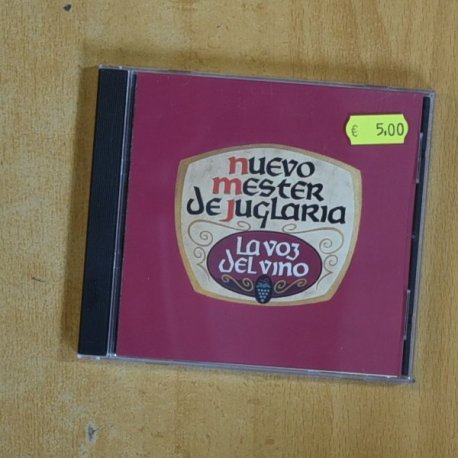 € 5,00
nuevo
mester
de juglaria
la voz
del vino